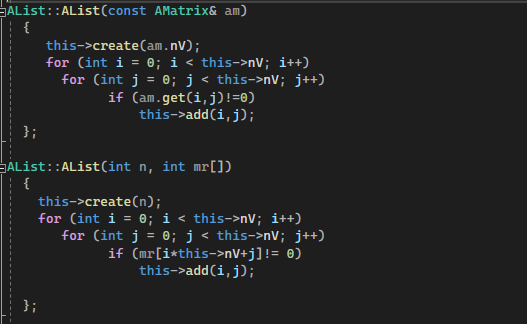 AList::AList(const AMatrix& am)
{
this->create(am.nV);
for (int i = 0; i < this->nV; i++)
for (int j = 0; j < this->nV; j++)
if (am.get(i,j)!=0)
this->add(i,j);
};
AList::AList(int n, int mr[])
{
this->create(n);
for (int i = 0; i < this->nV; i++)
for (int j = 0; j < this->nV; j++)
if (mr[i*this->nV+j]!= 0)
this->add(i,j);
};